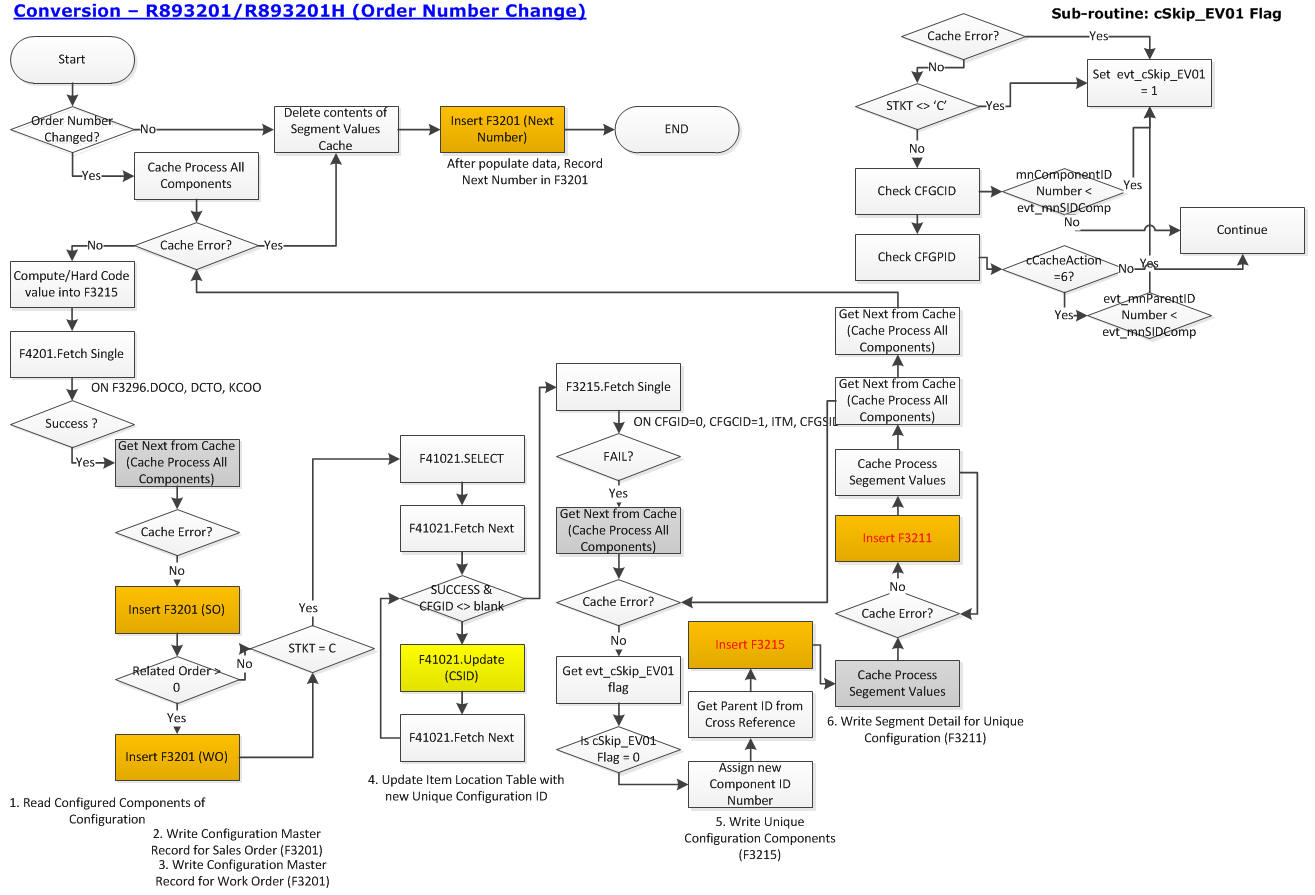 Conversion – R893201/R893201H (Order Number Change)
Start
Order Number
Changed?
No
Yes
Cache Process All
Components
Delete contents of
Segment Values
Cache
Insert F3201 (Next
Number)
After populate data, Record
Next Number in F3201
END
Cache Error?
No
Yes
Compute/Hard Code
value into F3215
F4201.Fetch Single
ON F3296.DOCO, DCTO, KCOO
Success ?
Yes
Get Next from Cache
(Cache Process All
Components)
Cache Error?
No
Insert F3201 (SO)
Related Order >
0
No
Yes
Insert F3201 (WO)
1. Read Configured Components of
Configuration
2. Write Configuration Master
Record for Sales Order (F3201)
3. Write Configuration Master
Record for Work Order (F3201)
STKT = C
Yes
F41021.SELECT
F41021.Fetch Next
SUCCESS &
CFGID <> blank
F41021.Update
(CSID)
F41021.Fetch Next
4. Update Item Location Table with
new Unique Configuration ID
F3215.Fetch Single
ON CFGID=0, CFGCID=1, ITM, CFGSID
FAIL?
Yes
Get Next from Cache
(Cache Process All
Components)
Cache Error?
No
Get evt_cSkip_EV01
flag
Is cSkip_EV01
Flag = 0
Assign new
Component ID
Number
5. Write Unique
Configuration Components
(F3215)
Get Parent ID from
Cross Reference
Insert F3215
Cache Process
Segement Values
6. Write Segment Detail for Unique
Configuration (F3211)
Cache Error?
No
Insert F3211
Cache Process
Segement Values
Get Next from Cache
(Cache Process All
Components)
Get Next from Cache
(Cache Process All
Components)
Sub-routine: cSkip_EV01 Flag
Cache Error?
Yes
No
Set evt_cSkip_EV01
= 1
STKT <> ‘C’
Yes
No
Check CFGCID
mnComponentID
Number <
evt_mnSIDComp
Yes
No
Continue
Check CFGPID
cCacheAction
=6?
No
Yes
Yes
evt_mnParentID
Number <
evt_mnSIDComp